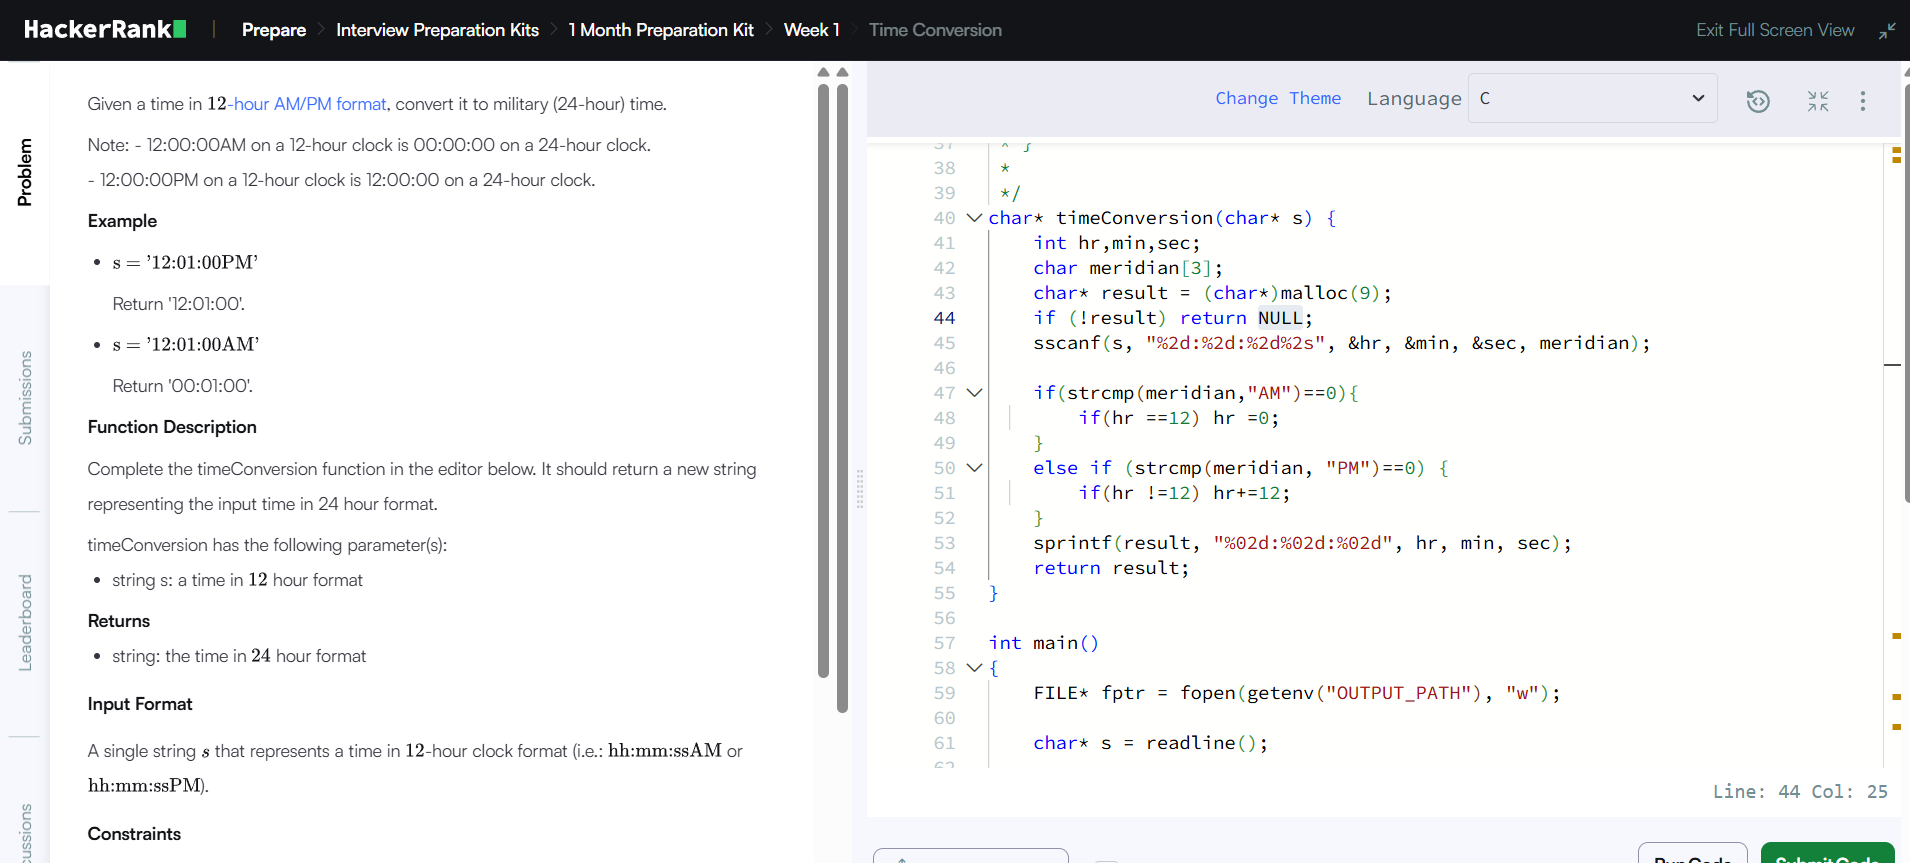 HackerRank
Prepare
Interview Preparation Kits
1 Month Preparation Kit
Week 1
Time Conversion
Exit Full Screen View
Problem
Submissions
Leaderboard
Given a time in 12-hour AM/PM format, convert it to military (24-hour) time.
Note: - 12:00:00AM on a 12-hour clock is 00:00:00 on a 24-hour clock.
- 12:00:00PM on a 12-hour clock is 12:00:00 on a 24-hour clock.
Example
• s = '12:01:00PM'
Return '12:01:00'.
• s = '12:01:00AM'
Return '00:01:00'.
Function Description
Complete the timeConversion function in the editor below. It should return a new string
representing the input time in 24 hour format.
timeConversion has the following parameter(s):
• string s: a time in 12 hour format
Returns
• string: the time in 24 hour format
Input Format
A single string s that represents a time in 12-hour clock format (i.e.: hh:mm:ssAM or
hh:mm:ssPM).
Constraints
Change Theme
Language
C
37 * }
38 *
39 */
40 char* timeConversion(char* s) {
41 int hr,min,sec;
42 char meridian[3];
43 char* result = (char*)malloc(9);
44 if (!result) return NULL;
45 sscanf(s, "%2d:%2d:%2d%2s", &hr, &min, &sec, meridian);
46
47 if(strcmp(meridian,"AM")==0){
48 if(hr ==12) hr =0;
49 }
50 else if (strcmp(meridian, "PM")==0) {
51 if(hr !=12) hr+=12;
52 }
53 sprintf(result, "%02d:%02d:%02d", hr, min, sec);
54 return result;
55 }
56
57 int main()
58 {
59 FILE* fptr = fopen(getenv("OUTPUT_PATH"), "w");
60
61 char* s = readline();
62
Line: 44 Col: 25
Run Code
Submit Code